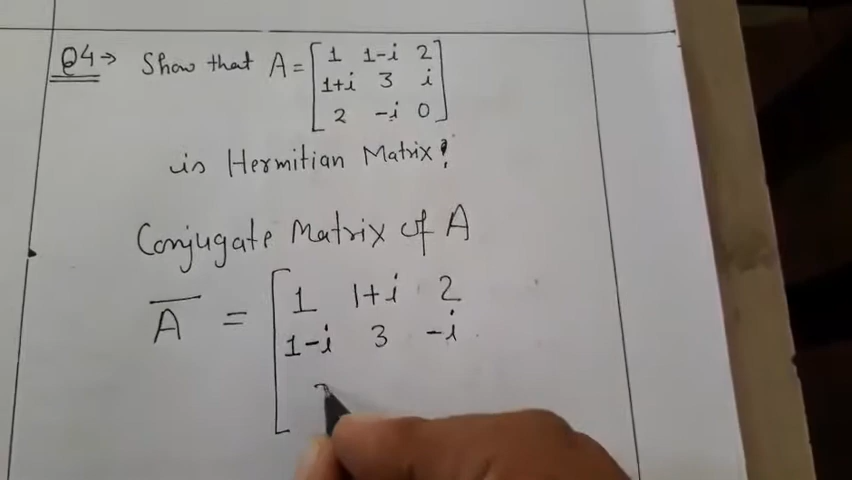 Q4→ Show that A = [1 1-i 2
1+i 3 i
2 -i 0]
is Hermitian Matrix?
Conjugate Matrix of A
A̅ = [1 1+i 2
1-i 3 -i